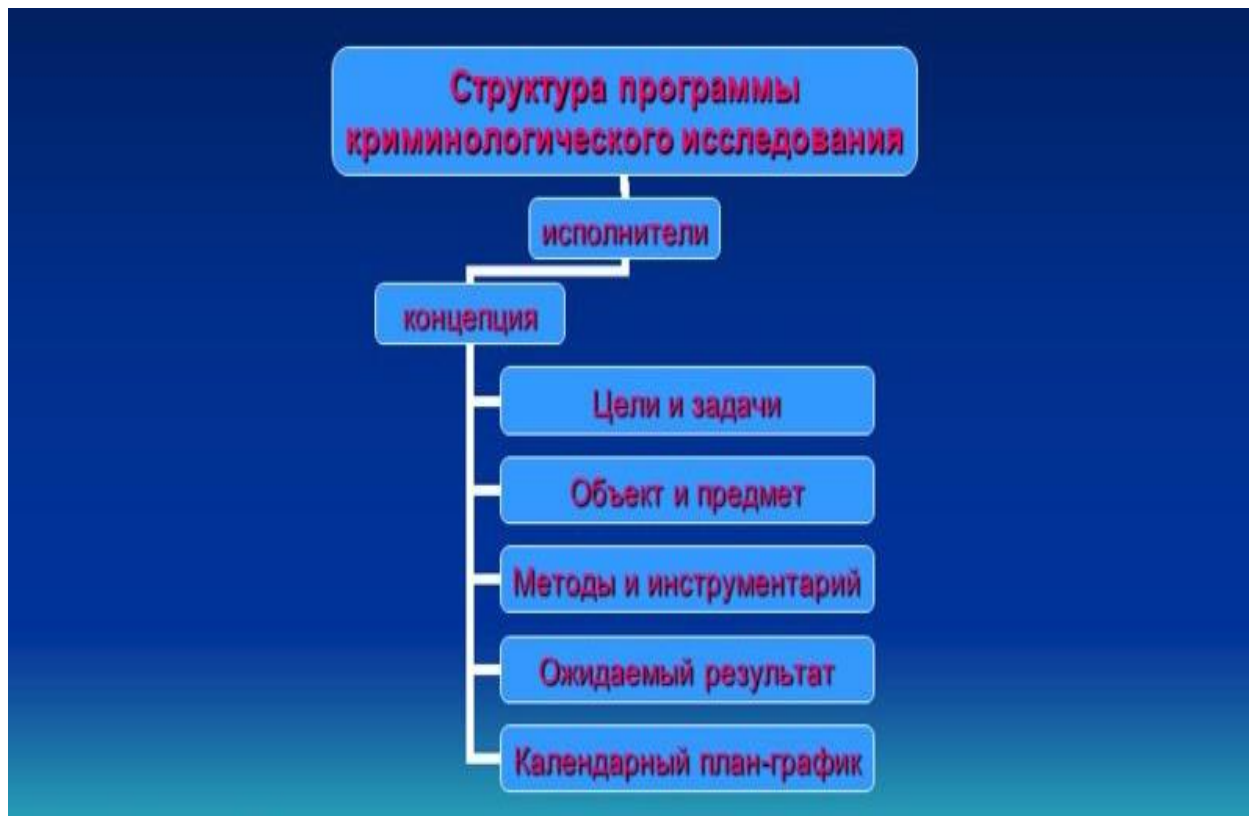 Структура программы
криминологического исследования
исполнители
концепция
Цели и задачи
Объект и предмет
Методы и инструментарий
Ожидаемый результат
Календарный план-график